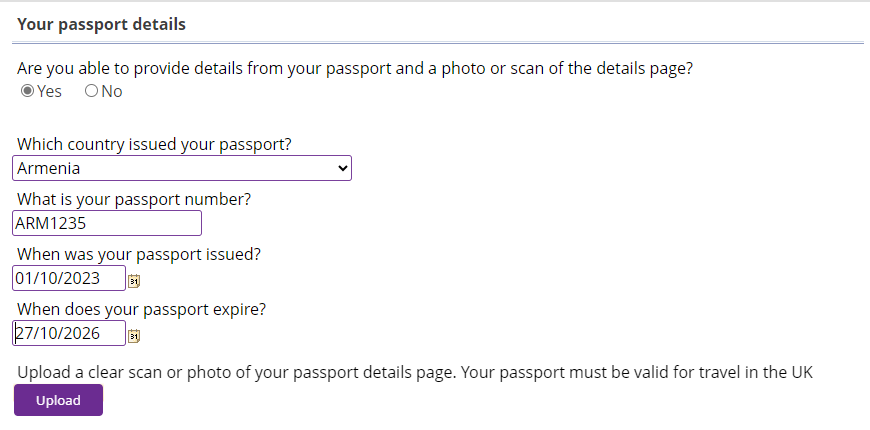 Your passport details
Are you able to provide details from your passport and a photo or scan of the details page?
Yes No
Which country issued your passport?
Armenia
What is your passport number?
ARM1235
When was your passport issued?
01/10/2023
31
When does your passport expire?
27/10/2026
31
Upload a clear scan or photo of your passport details page. Your passport must be valid for travel in the UK
Upload